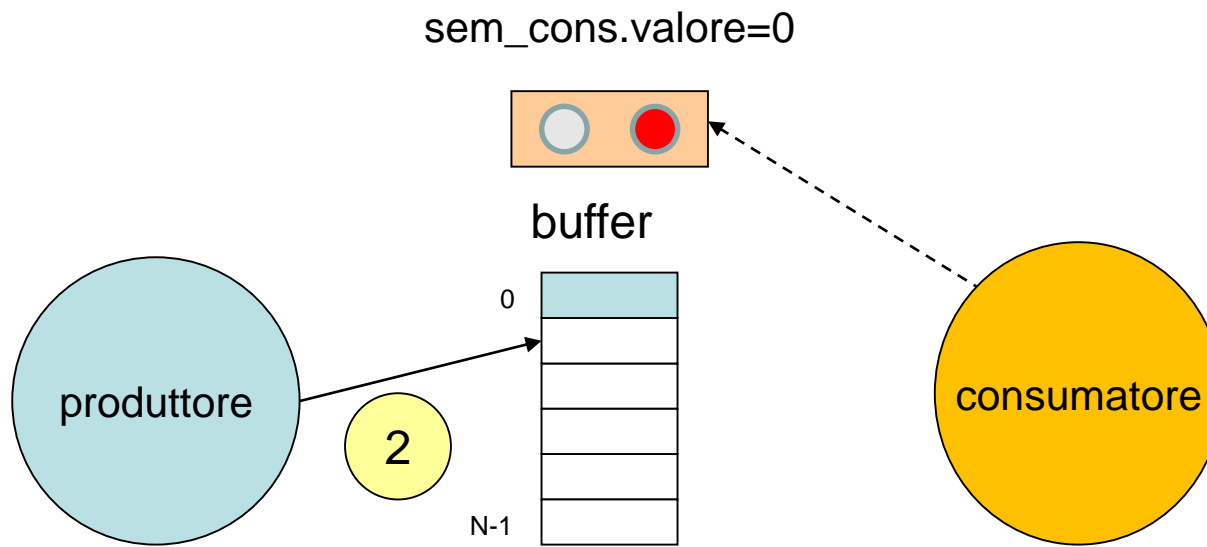 sem_cons.valore=0
buffer
0
produttore
consumatore
2
N-1